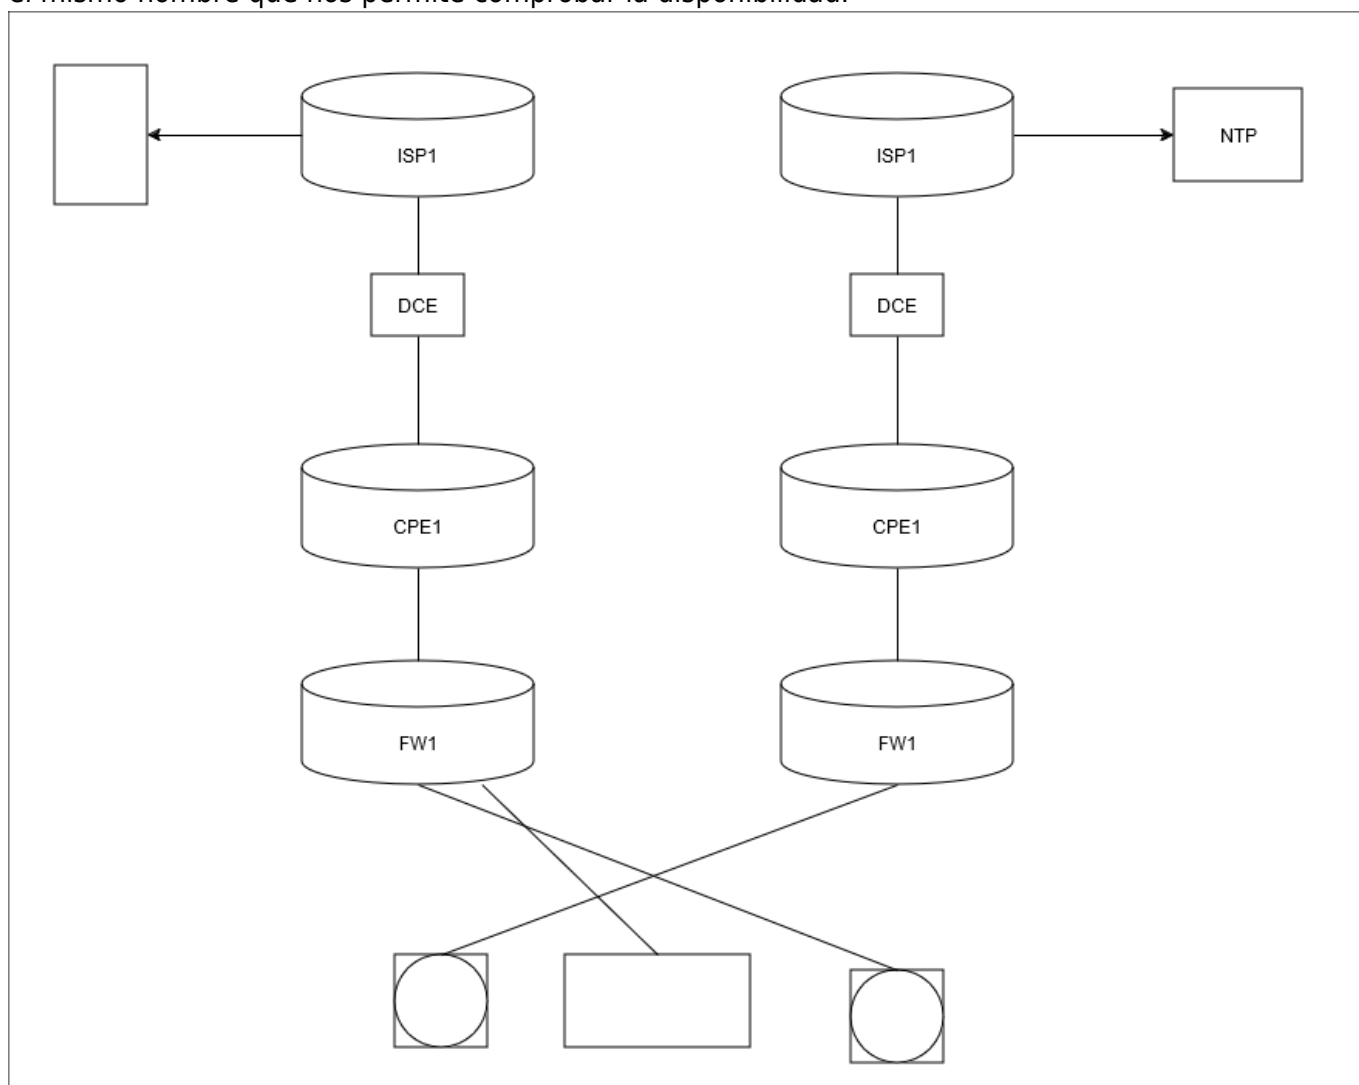 el mismo nombre que nos permite comprobar la disponibilidad.
ISP1
ISP1
NTP
DCE
DCE
CPE1
CPE1
FW1
FW1